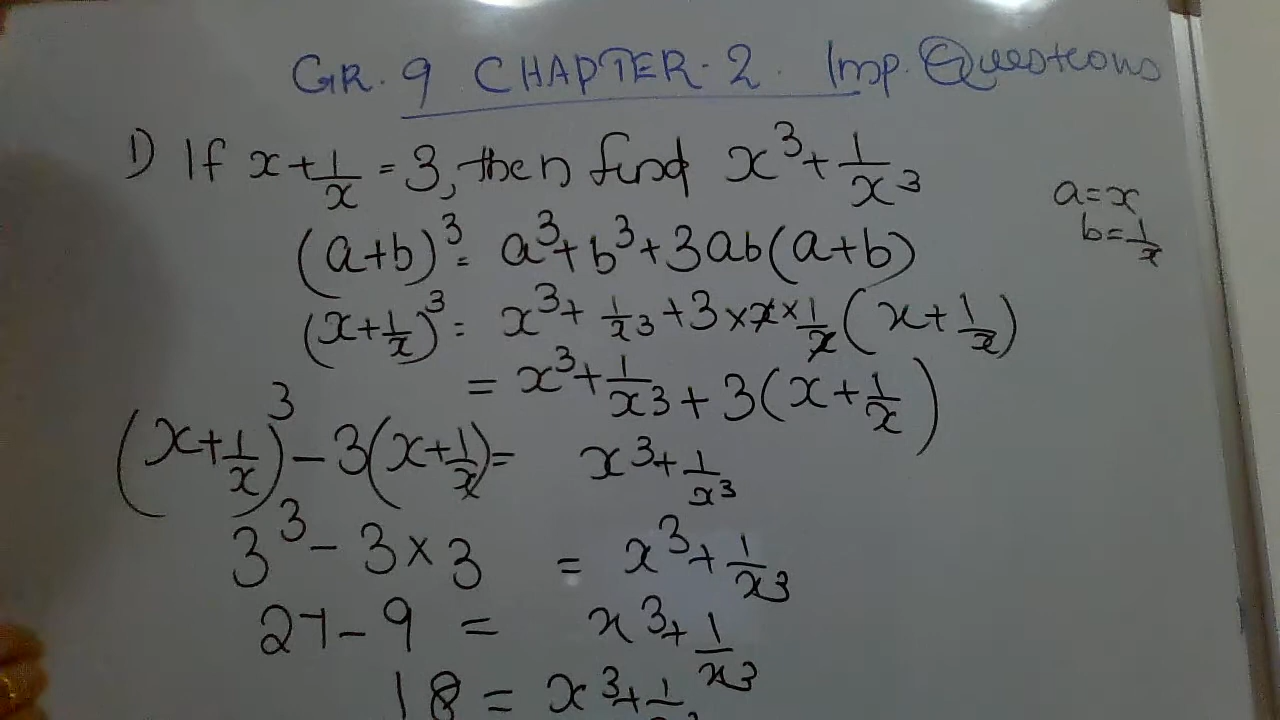 GR. 9 CHAPTER-2. Imp. Questions
1) If x + 1/x = 3, then find x³ + 1/x³
a = x
b = 1/x
(a+b)³ = a³ + b³ + 3ab(a+b)
(x + 1/x)³ = x³ + 1/x³ + 3 × x × 1/x (x + 1/x)
= x³ + 1/x³ + 3(x + 1/x)
(x + 1/x)³ - 3(x + 1/x) = x³ + 1/x³
3³ - 3 × 3 = x³ + 1/x³
27 - 9 = x³ + 1/x³
18 = x³ + 1/